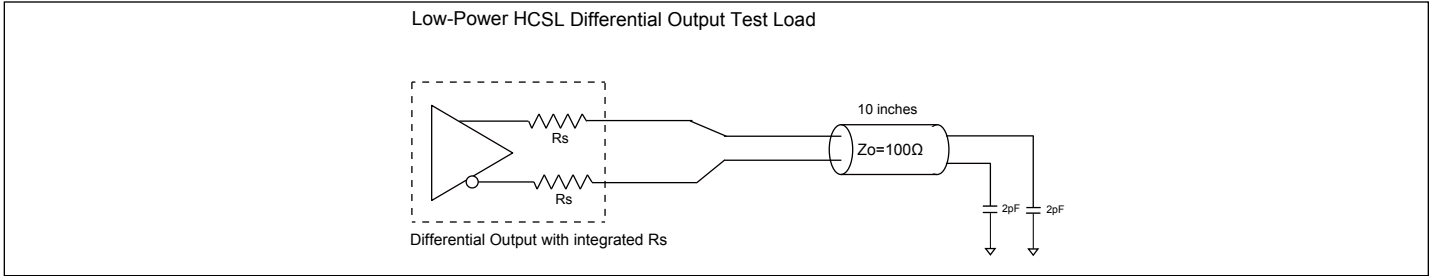 Low-Power HCSL Differential Output Test Load
10 inches
Rs
Zo=100Ω
Rs
2pF
2pF
Differential Output with integrated Rs